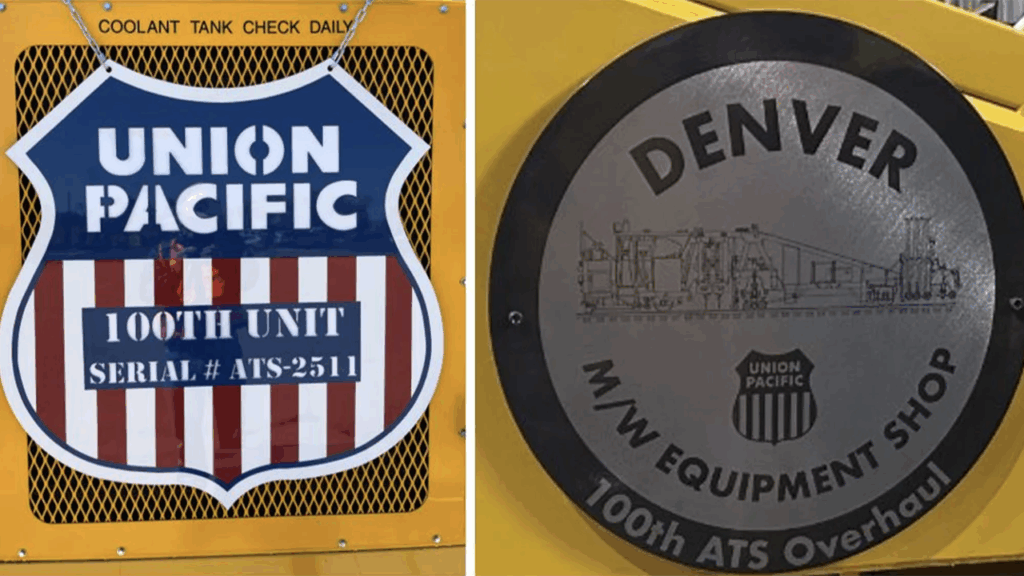 COOLANT TANK CHECK DAILY
UNION
PACIFIC
100TH UNIT
SERIAL # ATS-2511
DENVER
UNION
PACIFIC
M/W EQUIPMENT SHOP
100th ATS Overhaul